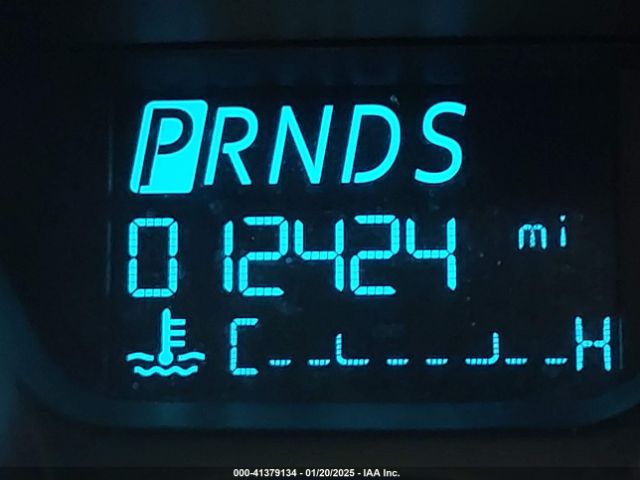 PRNDS
012424 mi
C H
000-41379134 - 01/20/2025 - IAA Inc.